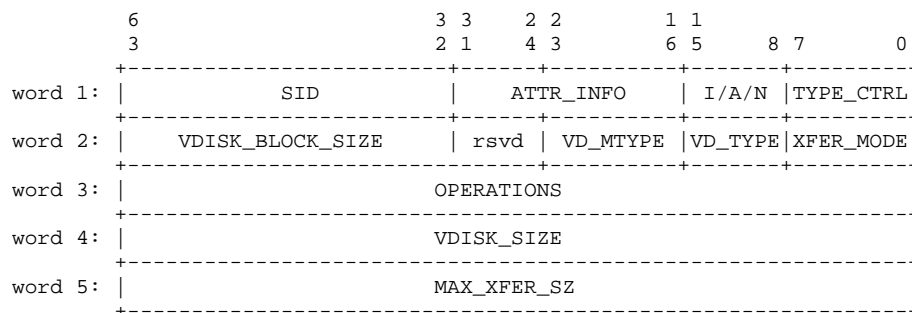 6 3 3 2 2 1 1
3 2 1 4 3 6 5 8 7 0
+-------------------------+------+----------+-------+---------
word 1: | SID | ATTR_INFO | I/A/N |TYPE_CTRL
+-------------------------+------+----------+-------+---------
word 2: | VDISK_BLOCK_SIZE | rsvd | VD_MTYPE |VD_TYPE|XFER_MODE
+-------------------------+------+----------+-------+---------
word 3: | OPERATIONS
+-------------------------------------------------------------
word 4: | VDISK_SIZE
+-------------------------------------------------------------
word 5: | MAX_XFER_SZ
+-------------------------------------------------------------